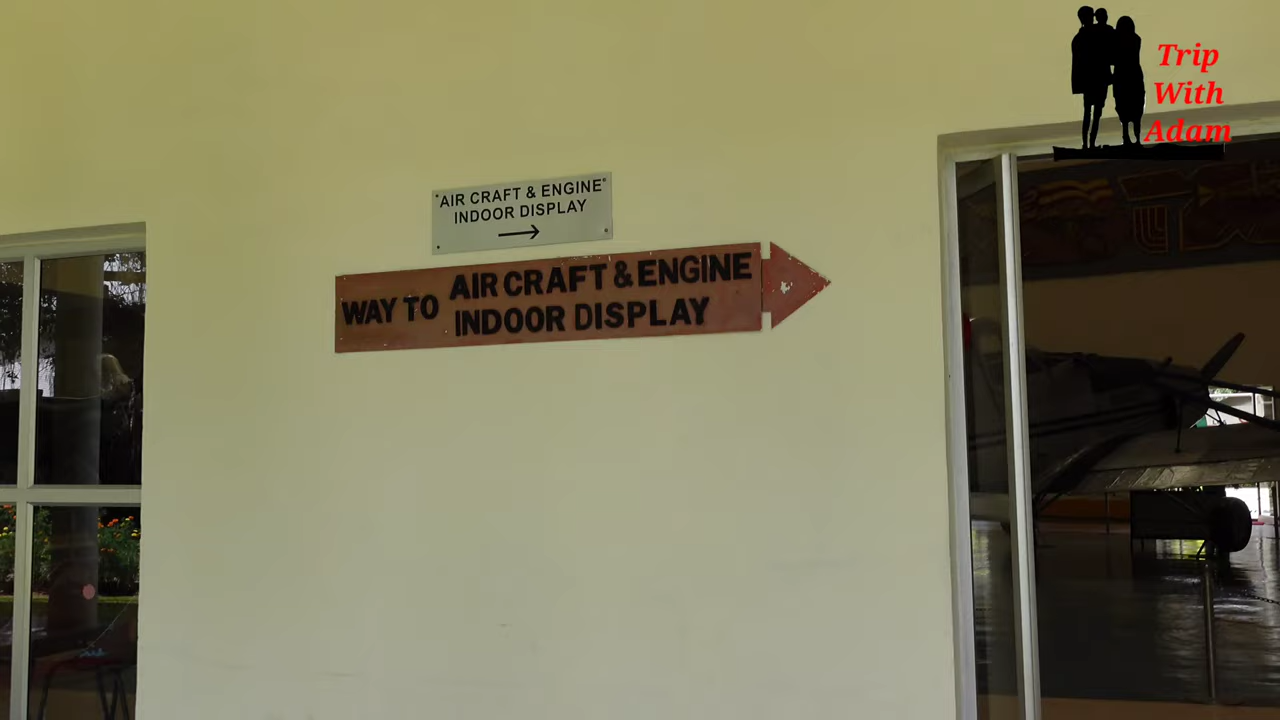 "AIR CRAFT & ENGINE"
INDOOR DISPLAY
WAY TO AIR CRAFT & ENGINE
INDOOR DISPLAY
Trip
With
Adam